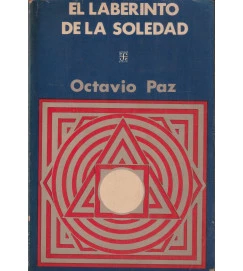 EL LABERINTO
DE LA SOLEDAD
Octavio Paz